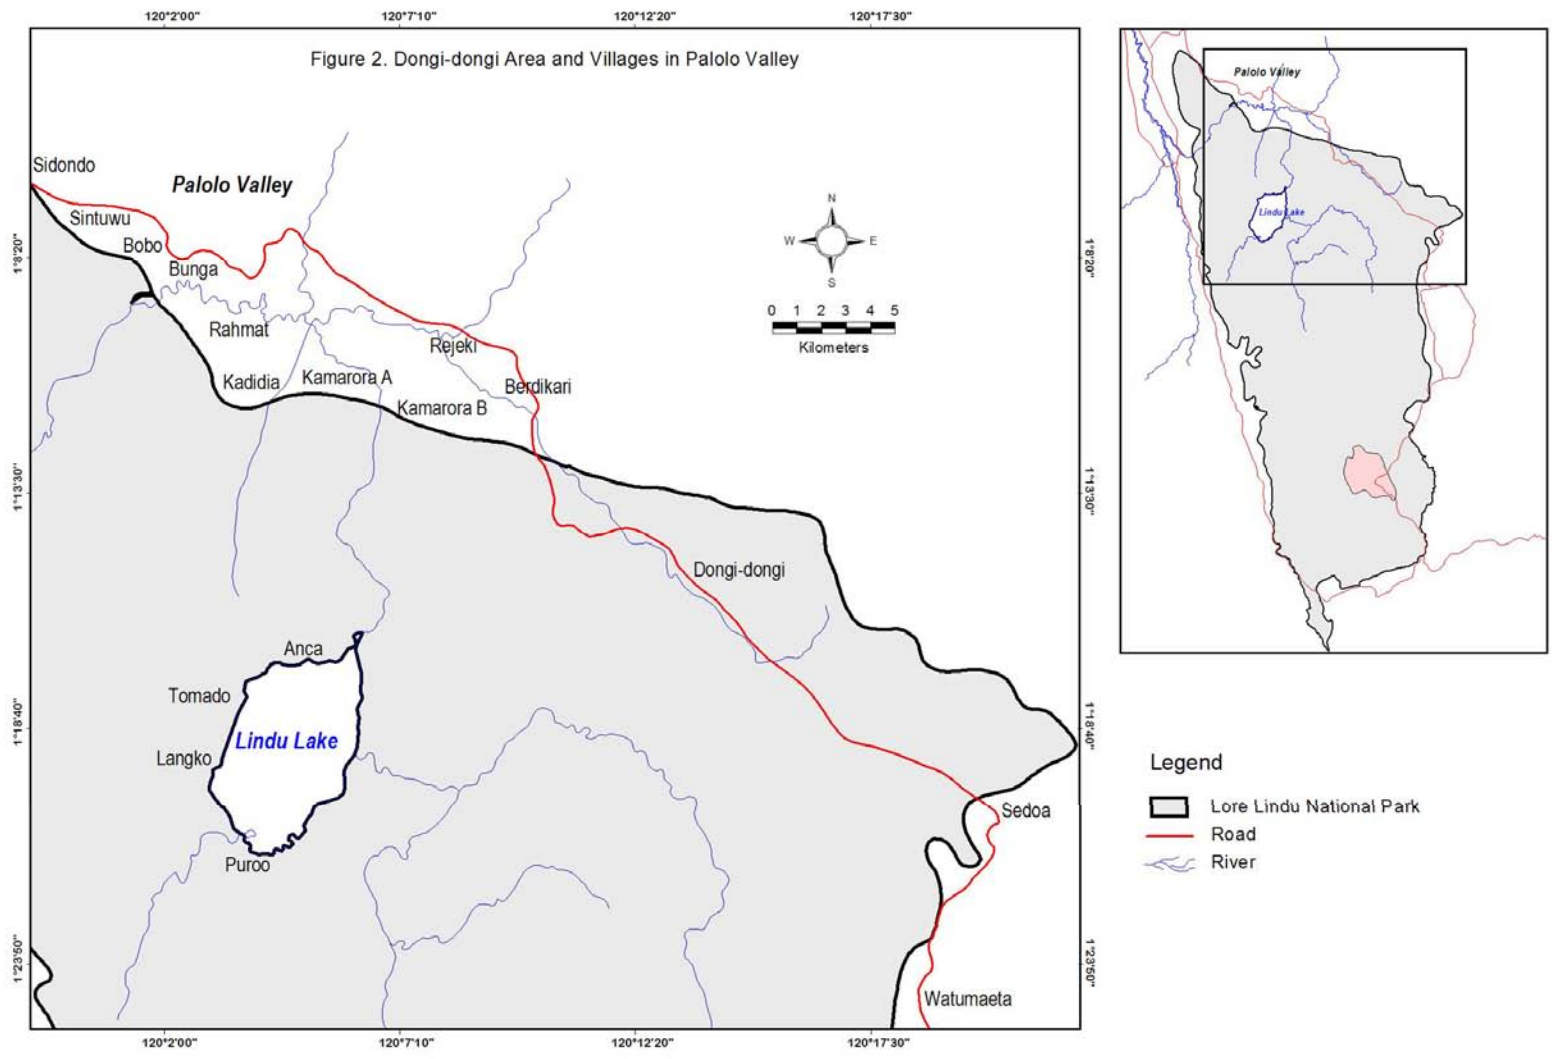 120°2'00" 120°7'10" 120°12'20" 120°17'30"
Figure 2. Dongi-dongi Area and Villages in Palolo Valley
Sidondo
Palolo Valley
Sintuwu
Bobo
Bunga
1°8'20" 1°8'20"
N
W E
S
0 1 2 3 4 5
Kilometers
Rahmat
Rejeki
Kadidia
Kamarora A
Berdikari
Kamarora B
1°13'30" 1°13'30"
Dongi-dongi
Anca
Tomado
Lindu Lake
Langko
1°18'40" 1°18'40"
Sedoa
Puroo
1°23'50" 1°23'50"
Watumaeta
120°2'00" 120°7'10" 120°12'20" 120°17'30"
Palolo Valley
Lindu Lake
Legend
Lore Lindu National Park
Road
River